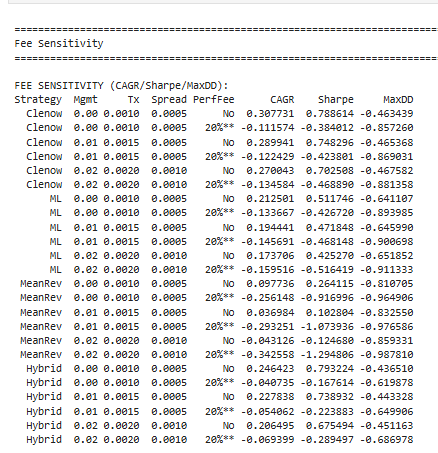 ================================================================
Fee Sensitivity
================================================================
FEE SENSITIVITY (CAGR/Sharpe/MaxDD):
Strategy Mgmt Tx Spread PerfFee CAGR Sharpe MaxDD
Clenow 0.00 0.0010 0.0005 No 0.307731 0.788614 -0.463439
Clenow 0.00 0.0010 0.0005 20%** -0.111574 -0.384012 -0.857260
Clenow 0.01 0.0015 0.0005 No 0.289941 0.748296 -0.465368
Clenow 0.01 0.0015 0.0005 20%** -0.122429 -0.423801 -0.869031
Clenow 0.02 0.0020 0.0010 No 0.270043 0.702508 -0.467582
Clenow 0.02 0.0020 0.0010 20%** -0.134584 -0.468890 -0.881358
ML 0.00 0.0010 0.0005 No 0.212501 0.511746 -0.641107
ML 0.00 0.0010 0.0005 20%** -0.133667 -0.426720 -0.893985
ML 0.01 0.0015 0.0005 No 0.194441 0.471848 -0.645990
ML 0.01 0.0015 0.0005 20%** -0.145691 -0.468148 -0.900698
ML 0.02 0.0020 0.0010 No 0.173706 0.425270 -0.651852
ML 0.02 0.0020 0.0010 20%** -0.159516 -0.516419 -0.911333
MeanRev 0.00 0.0010 0.0005 No 0.097736 0.264115 -0.810705
MeanRev 0.00 0.0010 0.0005 20%** -0.256148 -0.916996 -0.964906
MeanRev 0.01 0.0015 0.0005 No 0.036984 0.102804 -0.832550
MeanRev 0.01 0.0015 0.0005 20%** -0.293251 -1.073936 -0.976586
MeanRev 0.02 0.0020 0.0010 No -0.043126 -0.124680 -0.859331
MeanRev 0.02 0.0020 0.0010 20%** -0.342558 -1.294806 -0.987810
Hybrid 0.00 0.0010 0.0005 No 0.246423 0.793224 -0.436510
Hybrid 0.00 0.0010 0.0005 20%** -0.040735 -0.167614 -0.619878
Hybrid 0.01 0.0015 0.0005 No 0.227838 0.738932 -0.443328
Hybrid 0.01 0.0015 0.0005 20%** -0.054062 -0.223883 -0.649906
Hybrid 0.02 0.0020 0.0010 No 0.206495 0.675494 -0.451163
Hybrid 0.02 0.0020 0.0010 20%** -0.069399 -0.289497 -0.686978